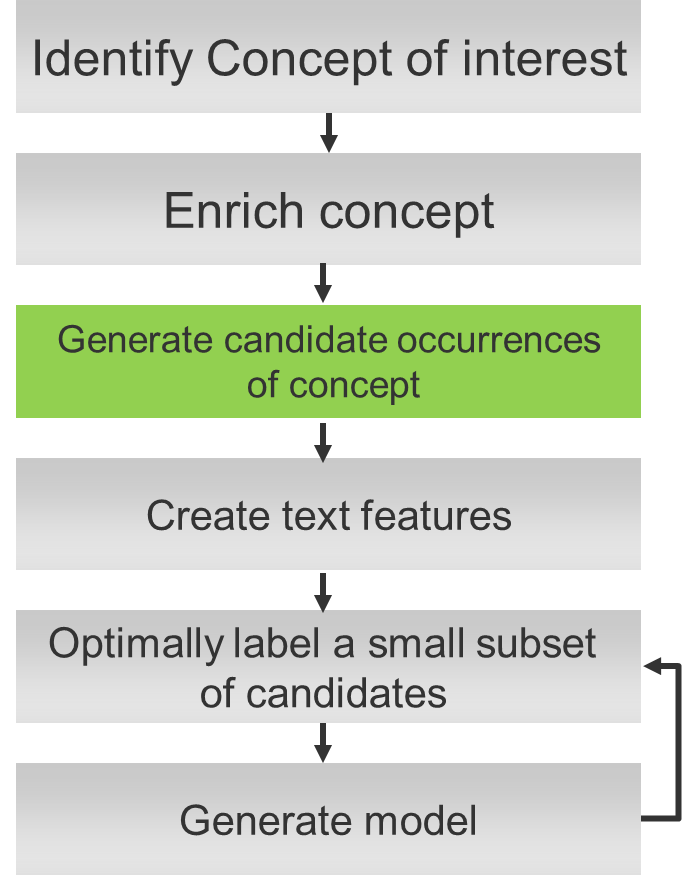 Identify Concept of interest
Enrich concept
Generate candidate occurrences
of concept
Create text features
Optimally label a small subset
of candidates
Generate model